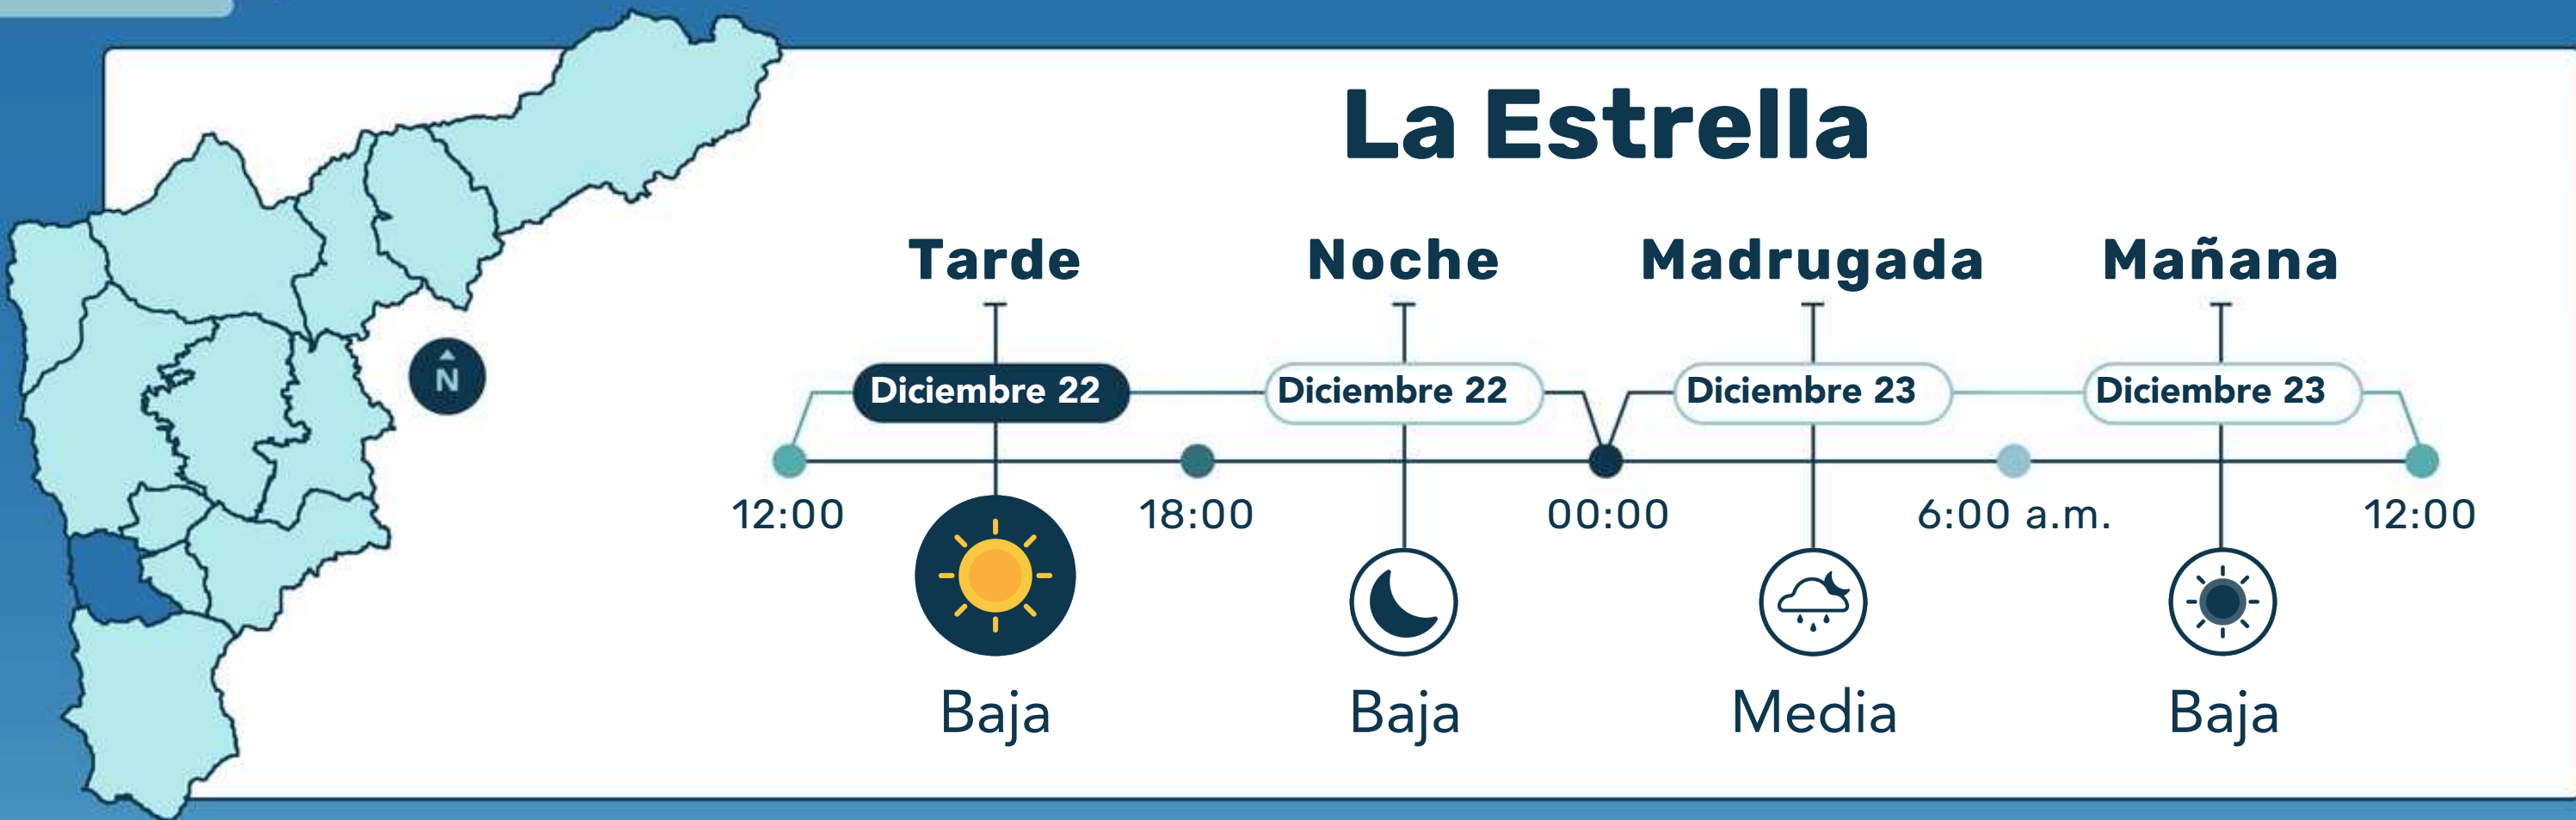 La Estrella
Tarde Noche Madrugada Mañana
Diciembre 22 Diciembre 22 Diciembre 23 Diciembre 23
N
12:00 18:00 00:00 6:00 a.m. 12:00
Baja Baja Media Baja